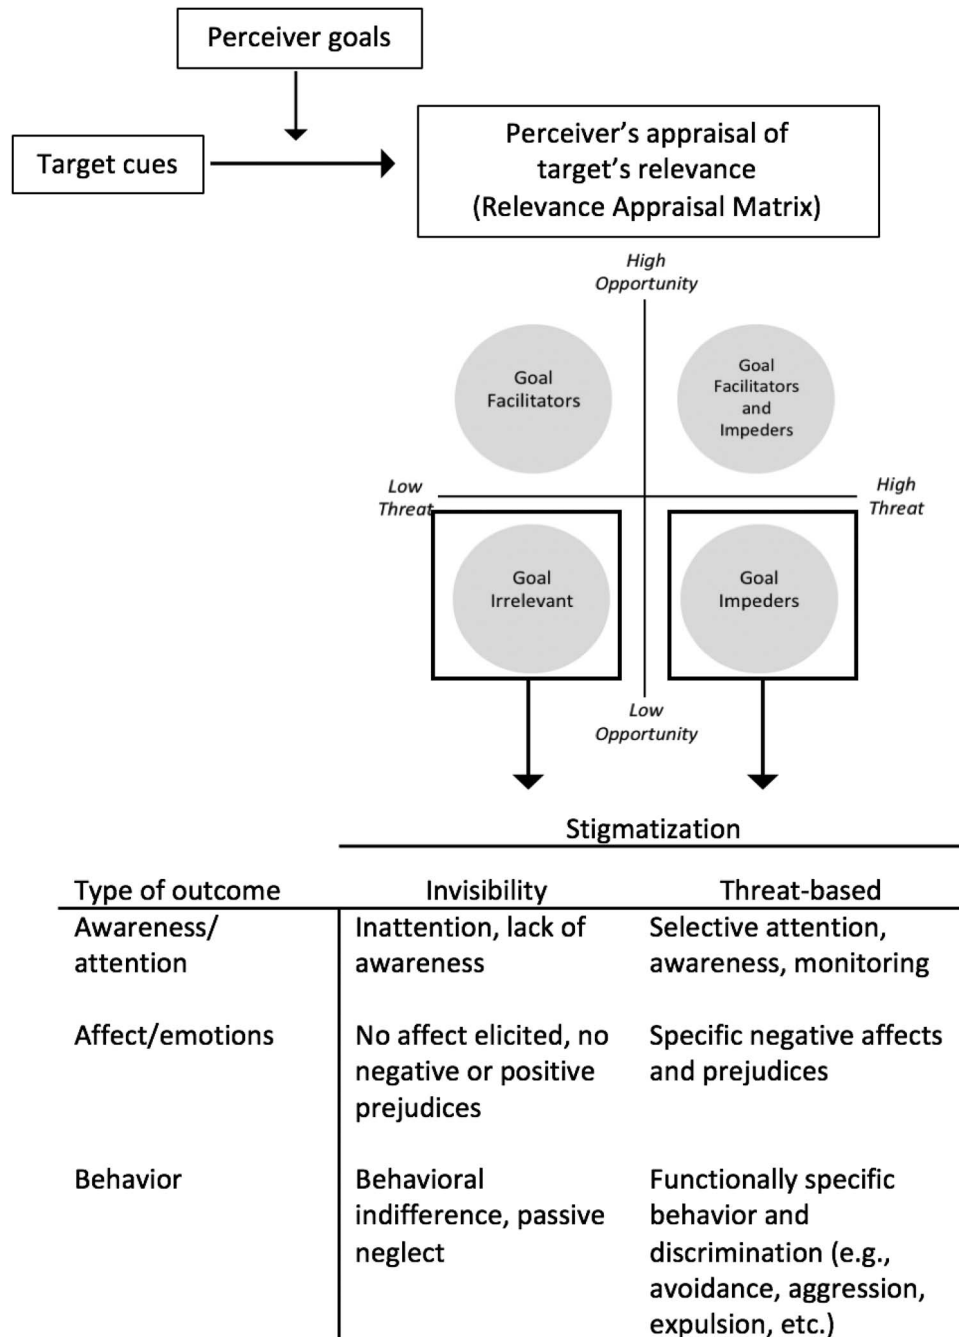 Perceiver goals
Target cues
Perceiver’s appraisal of
target’s relevance
(Relevance Appraisal Matrix)
High
Opportunity
Goal
Facilitators
Goal
Facilitators
and
Impeders
Low
Threat
High
Threat
Goal
Irrelevant
Goal
Impeders
Low
Opportunity
Stigmatization
Type of outcome
Invisibility
Threat-based
Awareness/
attention
Inattention, lack of
awareness
Selective attention,
awareness, monitoring
Affect/emotions
No affect elicited, no
negative or positive
prejudices
Specific negative affects
and prejudices
Behavior
Behavioral
indifference, passive
neglect
Functionally specific
behavior and
discrimination (e.g.,
avoidance, aggression,
expulsion, etc.)